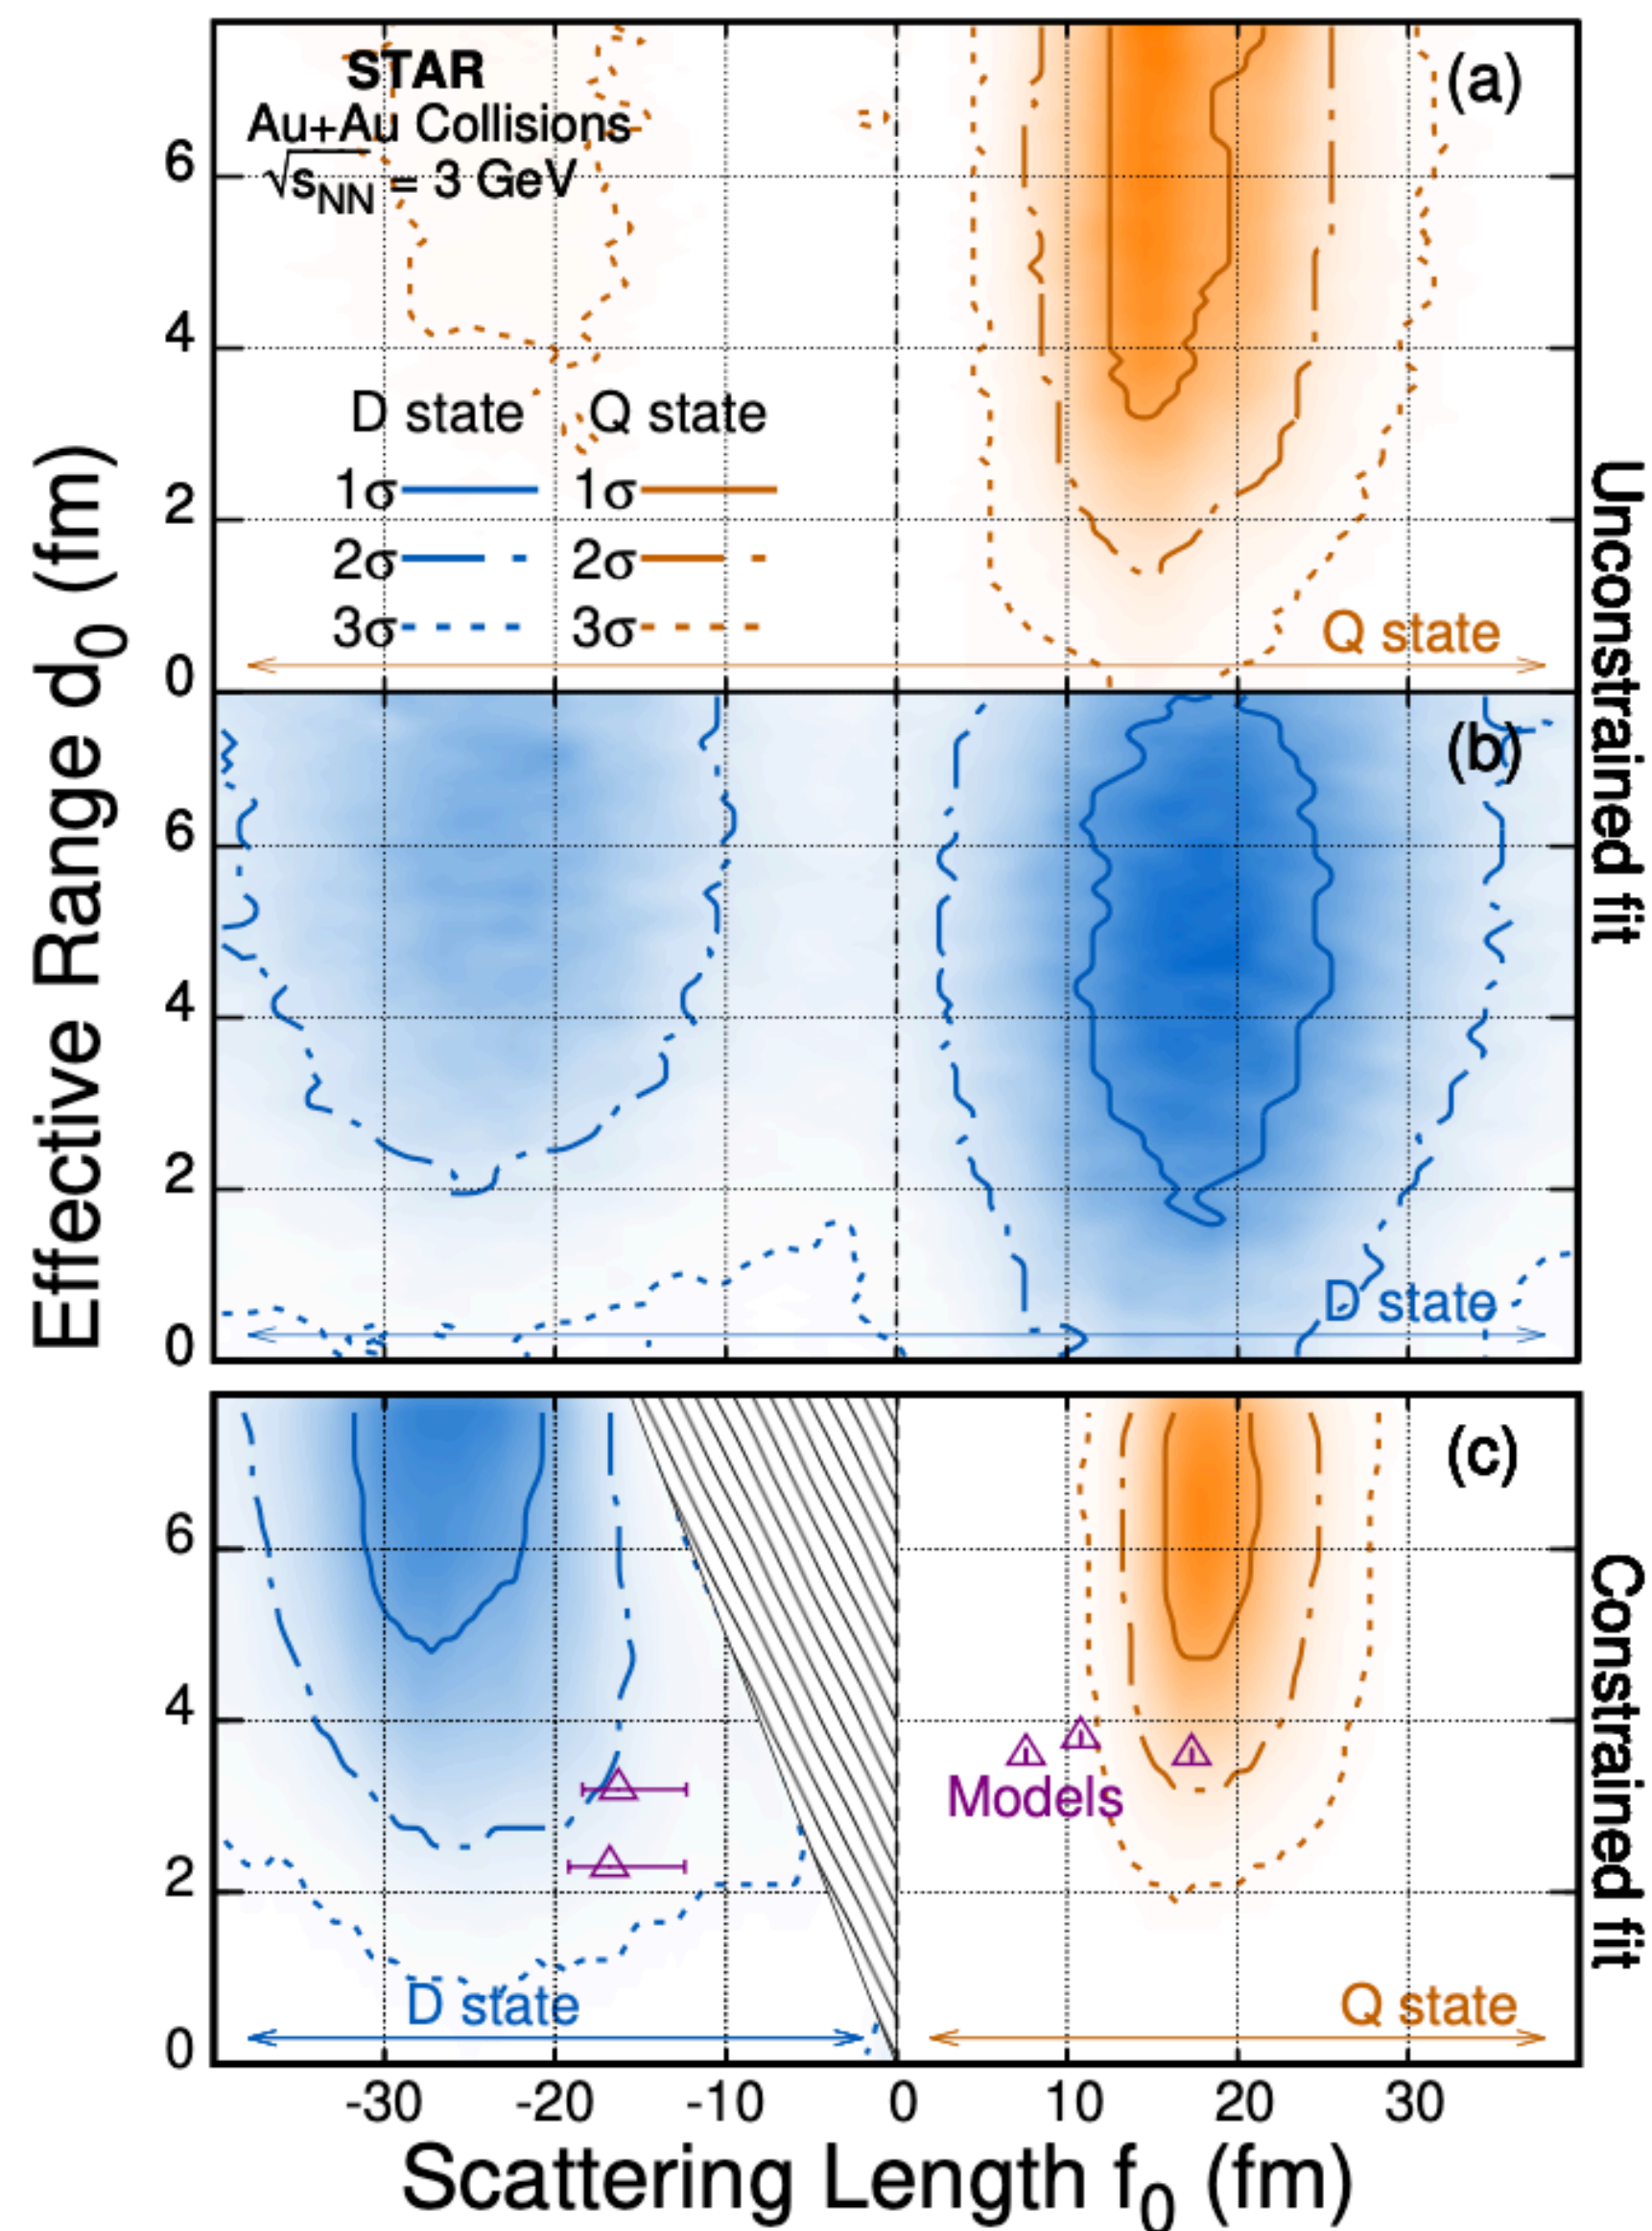 STAR
Au+Au Collisions
√sNN = 3 GeV
(a)
6
4
2
0
D state Q state
1σ 1σ
2σ 2σ
3σ 3σ
Q state
(b)
6
4
2
0
D state
Unconstrained fit
(c)
6
4
2
0
Models
D state
Q state
Constrained fit
-30 -20 -10 0 10 20 30
Scattering Length f0 (fm)
Effective Range d0 (fm)